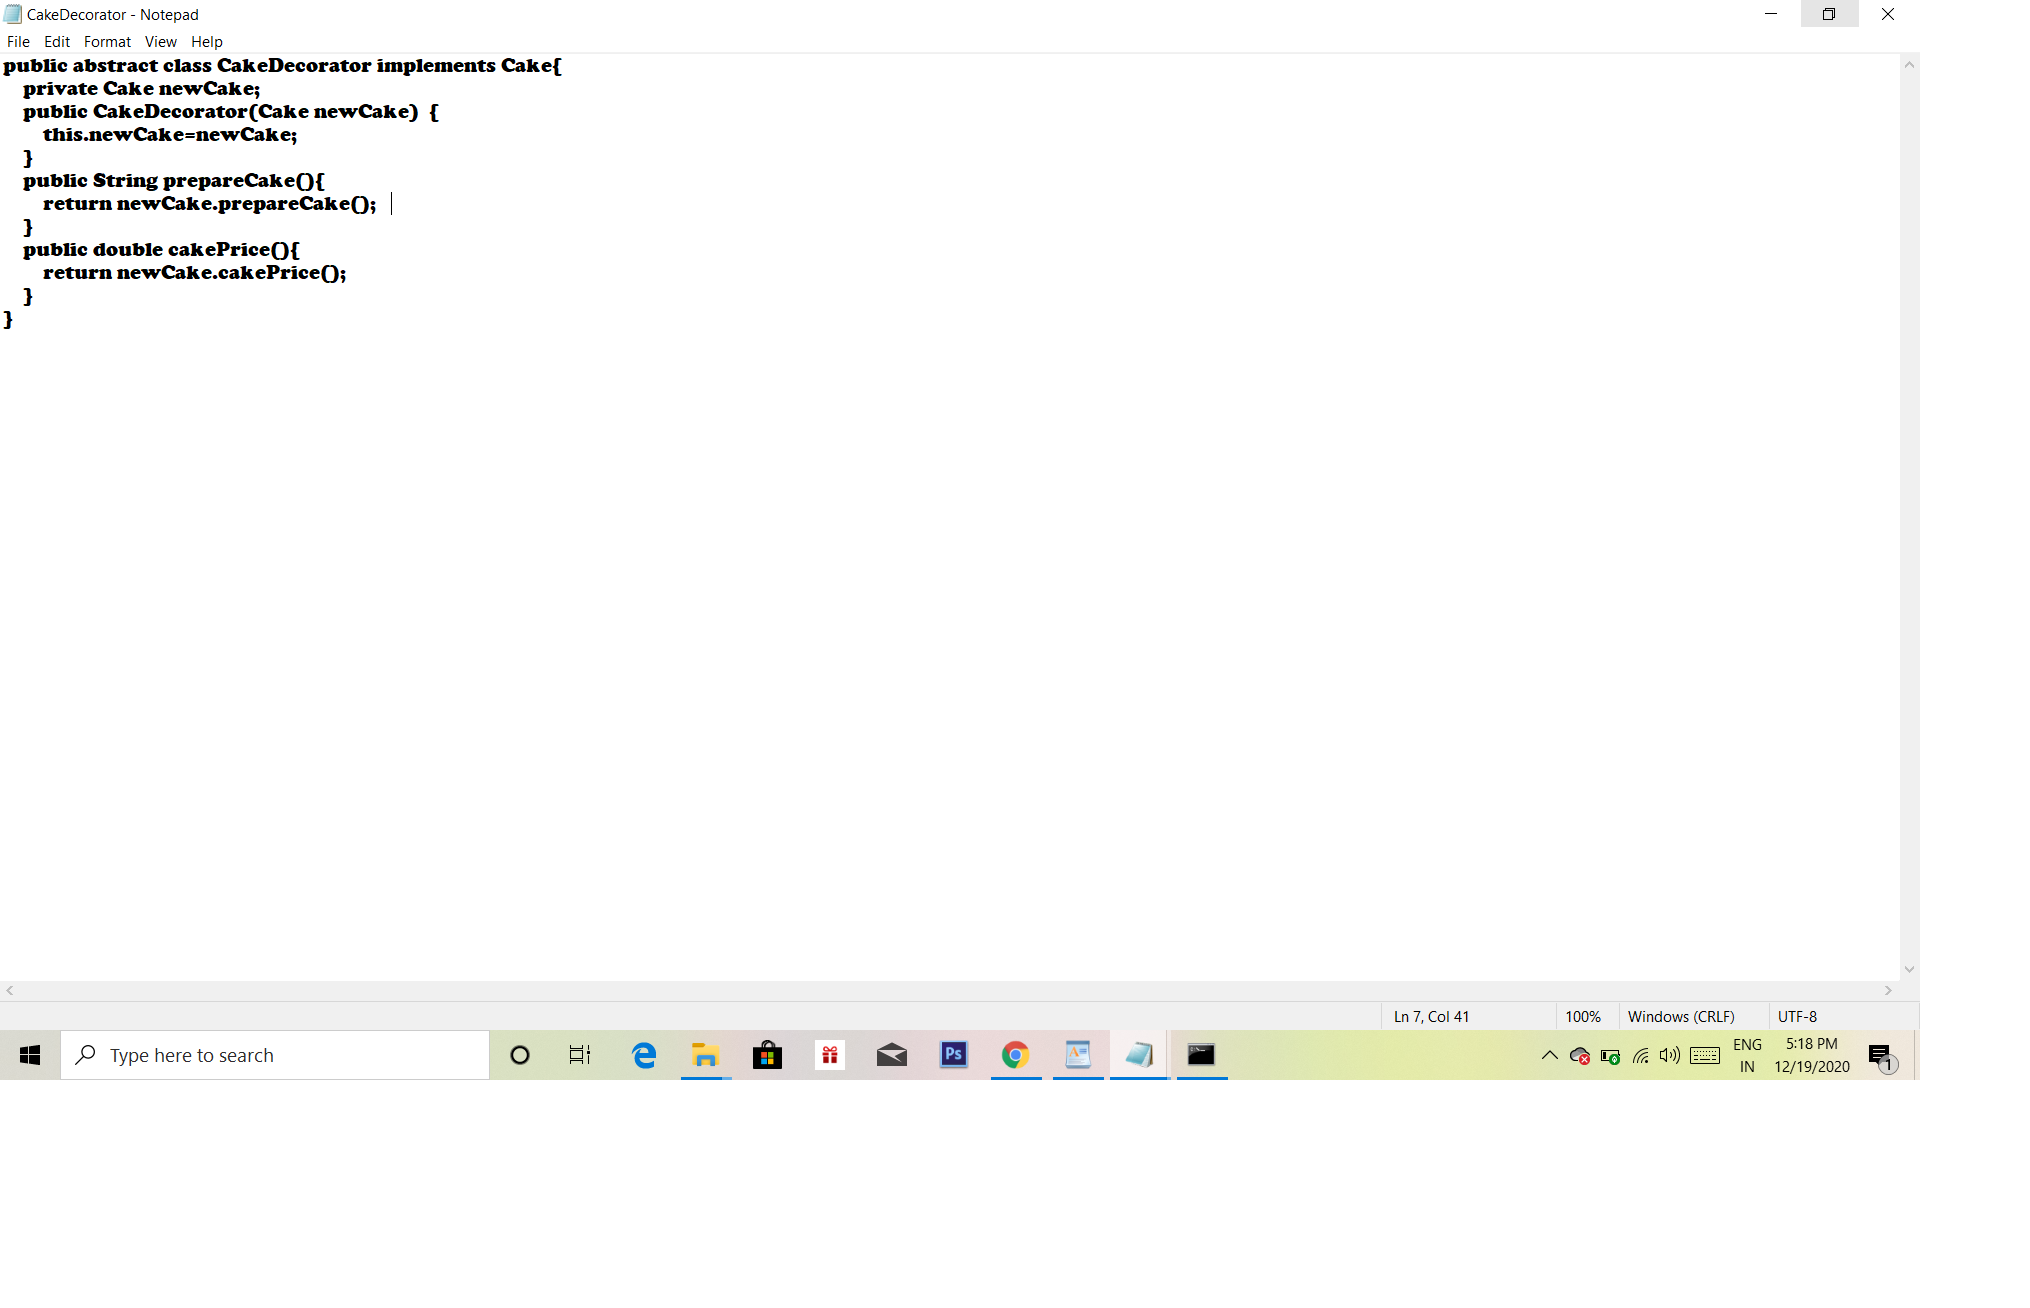 CakeDecorator - Notepad
File Edit Format View Help
public abstract class CakeDecorator implements Cake{
    private Cake newCake;
    public CakeDecorator(Cake newCake)  {
        this.newCake=newCake;
    }
    public String prepareCake(){
        return newCake.prepareCake();
    }
    public double cakePrice(){
        return newCake.cakePrice();
    }
}
Ln 7, Col 41 100% Windows (CRLF) UTF-8
Type here to search
Ps
ENG
IN
5:18 PM
12/19/2020
1